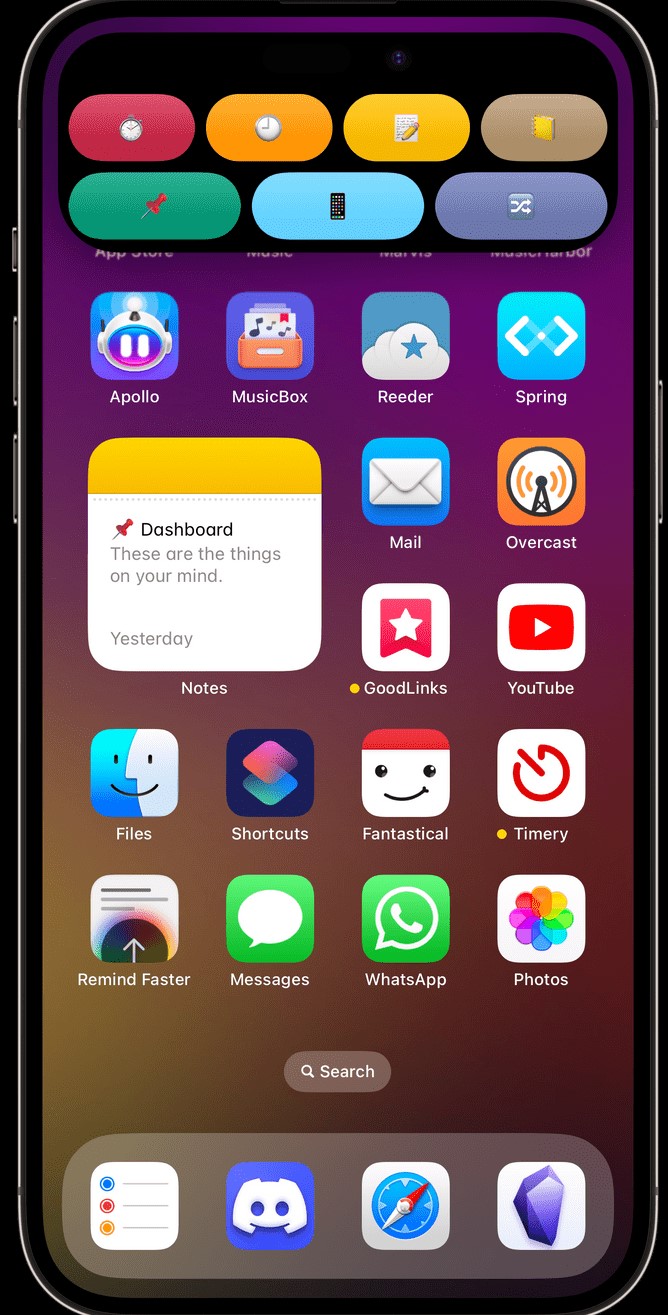 App Store Music Marvis MusicHarbor
Apollo MusicBox Reeder Spring
📌 Dashboard
These are the things
on your mind.
Yesterday
Notes
Mail Overcast
GoodLinks YouTube
Files Shortcuts Fantastical Timery
Remind Faster Messages WhatsApp Photos
Search